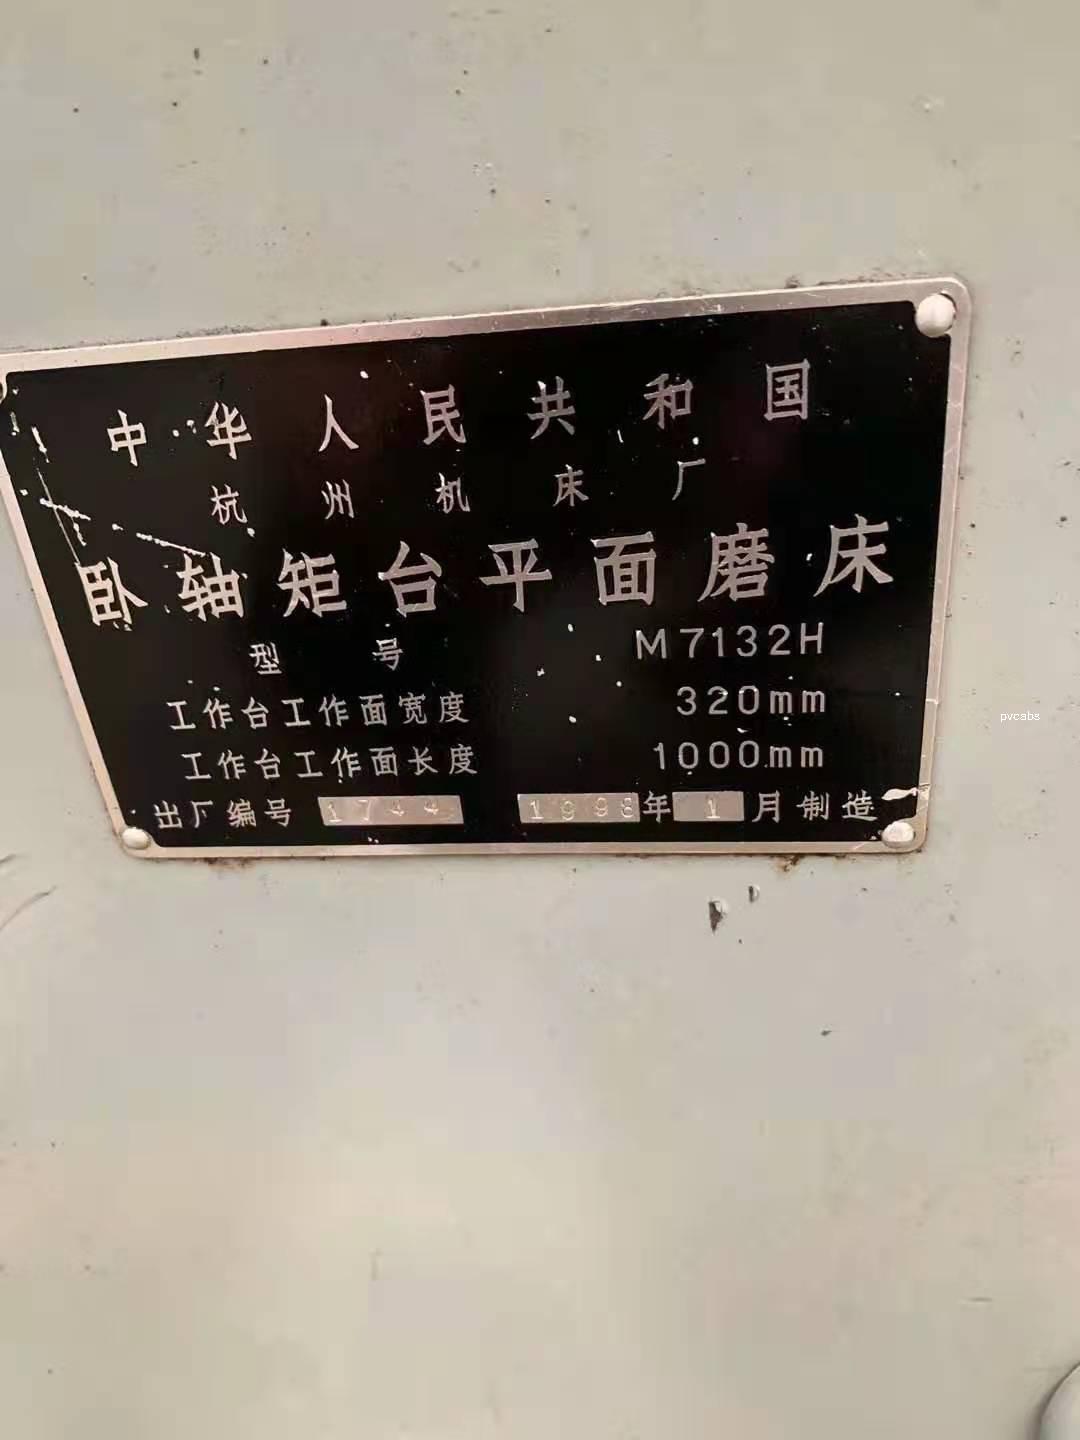 中华人民共和国
杭州机床厂
卧轴矩台平面磨床
型号 M7132H
工作台工作面宽度 320mm
工作台工作面长度 1000mm
出厂编号 1744 1998年1月制造
pvcabs